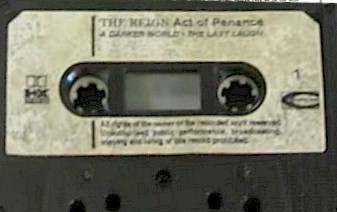 THE REIGN Act of Penance
A DARKER WORLD • THE LAST LAUGH
1
HX
All rights of the owner of the recorded work reserved.
Unauthorised public performance, broadcasting,
copying and hiring of this record prohibited.